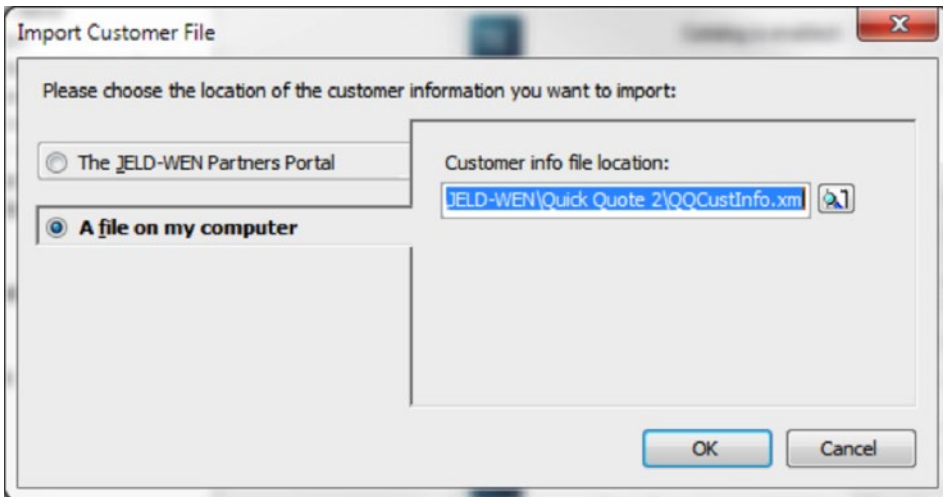 Import Customer File
Please choose the location of the customer information you want to import:
The JELD-WEN Partners Portal
A file on my computer
Customer info file location:
JELD-WEN\Quick Quote 2\QQCustInfo.xml
OK
Cancel